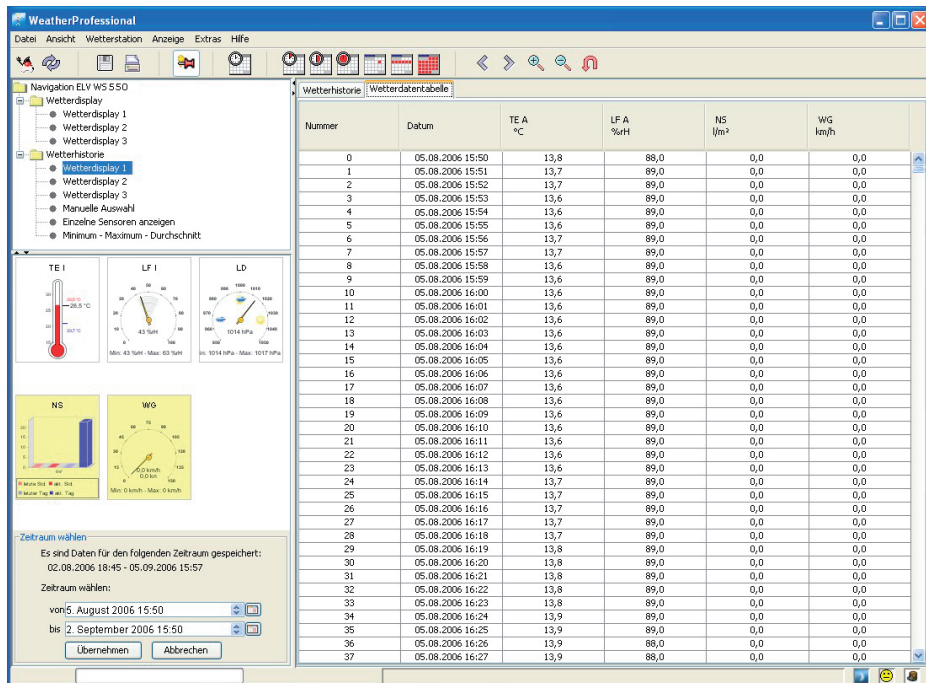 WeatherProfessional
Datei Ansicht Wetterstation Anzeige Extras Hilfe
Navigation ELV WS 550
Wetterdisplay
Wetterdisplay 1
Wetterdisplay 2
Wetterdisplay 3
Wetterhistorie
Wetterdisplay 1
Wetterdisplay 2
Wetterdisplay 3
Manuelle Auswahl
Einzelne Sensoren anzeigen
Minimum - Maximum - Durchschnitt
TE I
26,5 °C
LF I
43 %rH
Min: 43 %rH - Max: 63 %rH
LD
1014 hPa
in: 1014 hPa - Max: 1017 hPa
NS
letzte Std. akt. Std.
letzter Tag akt. Tag
WG
0,0 km/h
0,0 kn
Min: 0 km/h - Max: 0 km/h
Zeitraum wählen
Es sind Daten für den folgenden Zeitraum gespeichert:
02.08.2006 18:45 - 05.09.2006 15:57
Zeitraum wählen:
von 5. August 2006 15:50
bis 2. September 2006 15:50
Übernehmen Abbrechen
Wetterhistorie Wetterdatentabelle
Nummer Datum TE A °C LF A %rH NS l/m² WG km/h
0 05.08.2006 15:50 13,8 88,0 0,0 0,0
1 05.08.2006 15:51 13,7 89,0 0,0 0,0
2 05.08.2006 15:52 13,7 89,0 0,0 0,0
3 05.08.2006 15:53 13,6 89,0 0,0 0,0
4 05.08.2006 15:54 13,6 89,0 0,0 0,0
5 05.08.2006 15:55 13,6 89,0 0,0 0,0
6 05.08.2006 15:56 13,7 89,0 0,0 0,0
7 05.08.2006 15:57 13,7 89,0 0,0 0,0
8 05.08.2006 15:58 13,6 89,0 0,0 0,0
9 05.08.2006 15:59 13,6 89,0 0,0 0,0
10 05.08.2006 16:00 13,6 89,0 0,0 0,0
11 05.08.2006 16:01 13,6 89,0 0,0 0,0
12 05.08.2006 16:02 13,6 89,0 0,0 0,0
13 05.08.2006 16:03 13,6 89,0 0,0 0,0
14 05.08.2006 16:04 13,6 89,0 0,0 0,0
15 05.08.2006 16:05 13,6 89,0 0,0 0,0
16 05.08.2006 16:06 13,6 89,0 0,0 0,0
17 05.08.2006 16:07 13,6 89,0 0,0 0,0
18 05.08.2006 16:08 13,6 89,0 0,0 0,0
19 05.08.2006 16:09 13,6 89,0 0,0 0,0
20 05.08.2006 16:10 13,6 89,0 0,0 0,0
21 05.08.2006 16:11 13,6 89,0 0,0 0,0
22 05.08.2006 16:12 13,6 89,0 0,0 0,0
23 05.08.2006 16:13 13,6 89,0 0,0 0,0
24 05.08.2006 16:14 13,7 89,0 0,0 0,0
25 05.08.2006 16:15 13,7 89,0 0,0 0,0
26 05.08.2006 16:16 13,7 89,0 0,0 0,0
27 05.08.2006 16:17 13,7 89,0 0,0 0,0
28 05.08.2006 16:18 13,7 89,0 0,0 0,0
29 05.08.2006 16:19 13,8 89,0 0,0 0,0
30 05.08.2006 16:20 13,8 89,0 0,0 0,0
31 05.08.2006 16:21 13,8 89,0 0,0 0,0
32 05.08.2006 16:22 13,8 89,0 0,0 0,0
33 05.08.2006 16:23 13,8 89,0 0,0 0,0
34 05.08.2006 16:24 13,9 89,0 0,0 0,0
35 05.08.2006 16:25 13,9 89,0 0,0 0,0
36 05.08.2006 16:26 13,9 88,0 0,0 0,0
37 05.08.2006 16:27 13,9 88,0 0,0 0,0